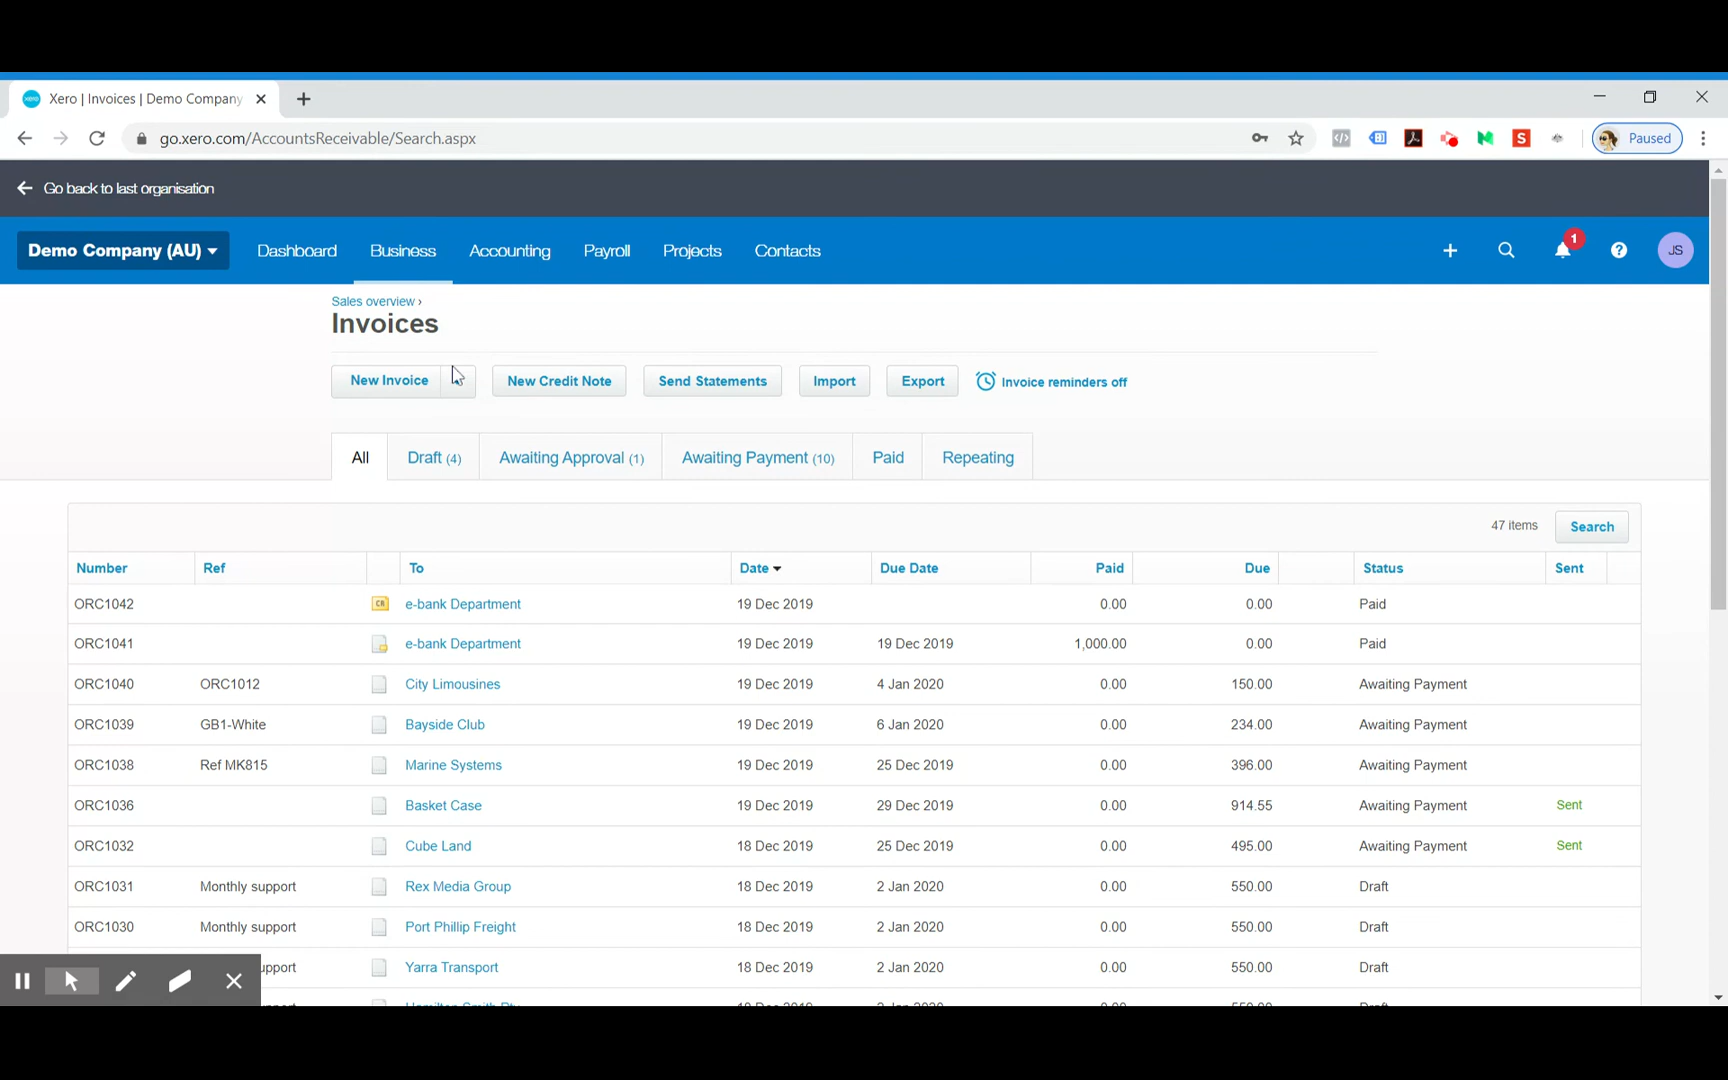 xero Xero | Invoices | Demo Company
go.xero.com/AccountsReceivable/Search.aspx
S
Paused
Go back to last organisation
Demo Company (AU) Dashboard Business Accounting Payroll Projects Contacts
1
JS
Sales overview ›
Invoices
New Invoice New Credit Note Send Statements Import Export Invoice reminders off
All Draft (4) Awaiting Approval (1) Awaiting Payment (10) Paid Repeating
47 items Search
Number Ref To Date Due Date Paid Due Status Sent
ORC1042 CR e-bank Department 19 Dec 2019 0.00 0.00 Paid
ORC1041 e-bank Department 19 Dec 2019 19 Dec 2019 1,000.00 0.00 Paid
ORC1040 ORC1012 City Limousines 19 Dec 2019 4 Jan 2020 0.00 150.00 Awaiting Payment
ORC1039 GB1-White Bayside Club 19 Dec 2019 6 Jan 2020 0.00 234.00 Awaiting Payment
ORC1038 Ref MK815 Marine Systems 19 Dec 2019 25 Dec 2019 0.00 396.00 Awaiting Payment
ORC1036 Basket Case 19 Dec 2019 29 Dec 2019 0.00 914.55 Awaiting Payment Sent
ORC1032 Cube Land 18 Dec 2019 25 Dec 2019 0.00 495.00 Awaiting Payment Sent
ORC1031 Monthly support Rex Media Group 18 Dec 2019 2 Jan 2020 0.00 550.00 Draft
ORC1030 Monthly support Port Phillip Freight 18 Dec 2019 2 Jan 2020 0.00 550.00 Draft
upport Yarra Transport 18 Dec 2019 2 Jan 2020 0.00 550.00 Draft